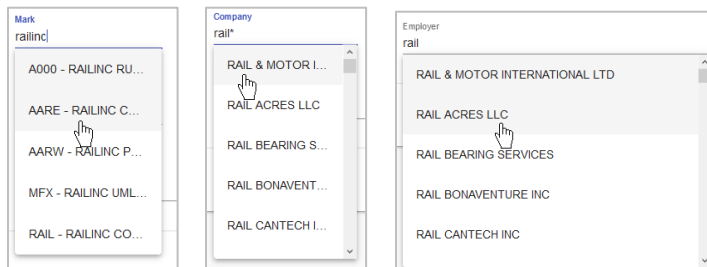 Mark
railinc
A000 - RAILINC RU...
AARE - RAILINC C...
AARW - RAILINC P...
MFX - RAILINC UML...
RAIL - RAILINC CO...
Company
rail*
RAIL & MOTOR I...
RAIL ACRES LLC
RAIL BEARING S...
RAIL BONAVENT...
RAIL CANTECH I...
Employer
rail
RAIL & MOTOR INTERNATIONAL LTD
RAIL ACRES LLC
RAIL BEARING SERVICES
RAIL BONAVENTURE INC
RAIL CANTECH INC